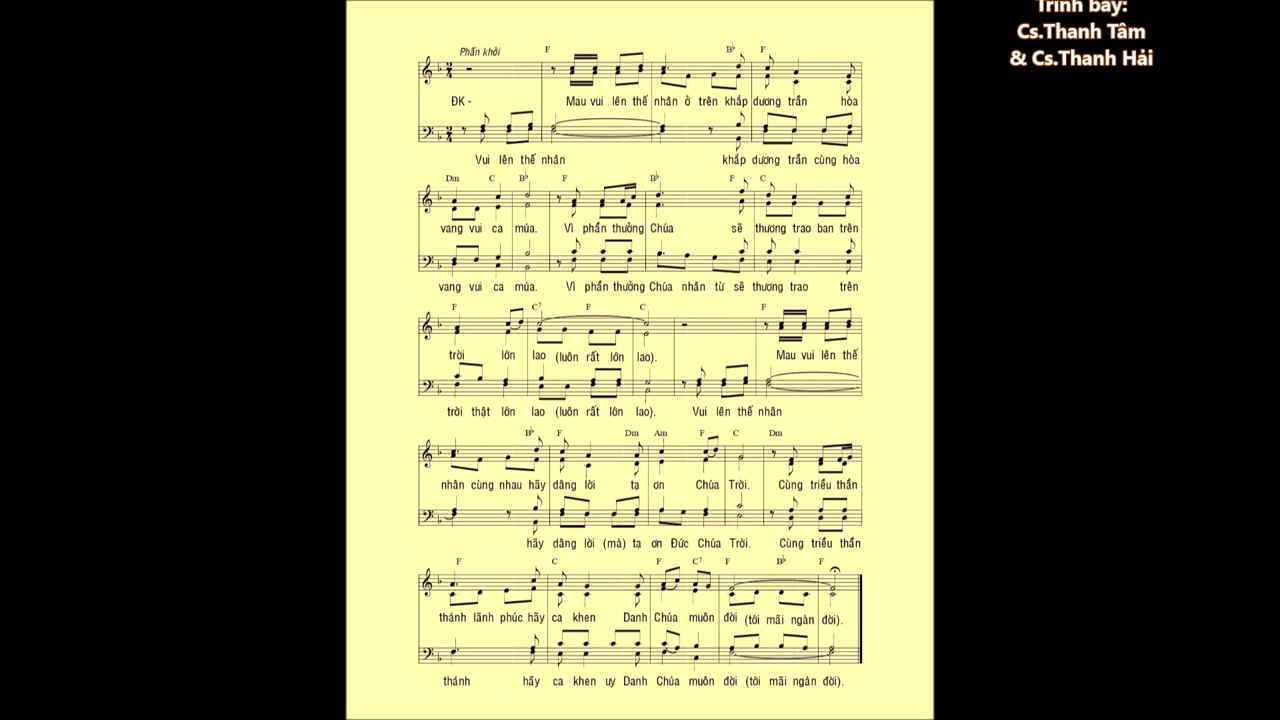 Trình bày:
Cs.Thanh Tâm
& Cs.Thanh Hải
Phấn khởi
F B♭ F
ĐK - Mau vui lên thế nhân ở trên khắp dương trần hòa
Vui lên thế nhân khắp dương trần cùng hòa
Dm C B♭ F B♭ F C
vang vui ca múa. Vì phần thưởng Chúa sẽ thương trao ban trên
vang vui ca múa. Vì phần thưởng Chúa nhân từ sẽ thương trao trên
F C7 F C F
trời lớn lao (luôn rất lớn lao). Mau vui lên thế
trời thật lớn lao (luôn rất lớn lao). Vui lên thế nhân
B♭ F Dm Am F C Dm
nhân cùng nhau hãy dâng lời tạ ơn Chúa Trời. Cùng triều thần
hãy dâng lời (mà) tạ ơn Đức Chúa Trời. Cùng triều thần
F C F C7 F B♭ F
thánh lãnh phúc hãy ca khen Danh Chúa muôn đời (tới mãi ngàn đời).
thánh hãy ca khen uy Danh Chúa muôn đời (tới mãi ngàn đời).